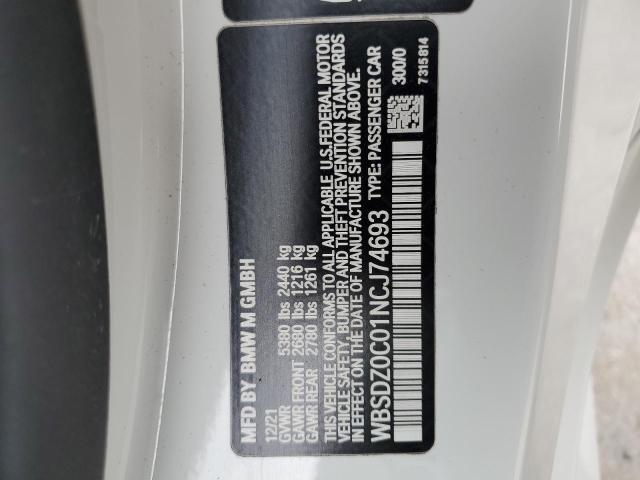 MFD BY BMW M GMBH
12/21
GVWR 5380 lbs 2440 kg
GAWR FRONT 2680 lbs 1216 kg
GAWR REAR 2780 lbs 1261 kg
THIS VEHICLE CONFORMS TO ALL APPLICABLE U.S.FEDERAL MOTOR
VEHICLE SAFETY, BUMPER AND THEFT PREVENTION STANDARDS
IN EFFECT ON THE DATE OF MANUFACTURE SHOWN ABOVE.
WBSDZ0C01NCJ74693 TYPE: PASSENGER CAR
300/0
7315814